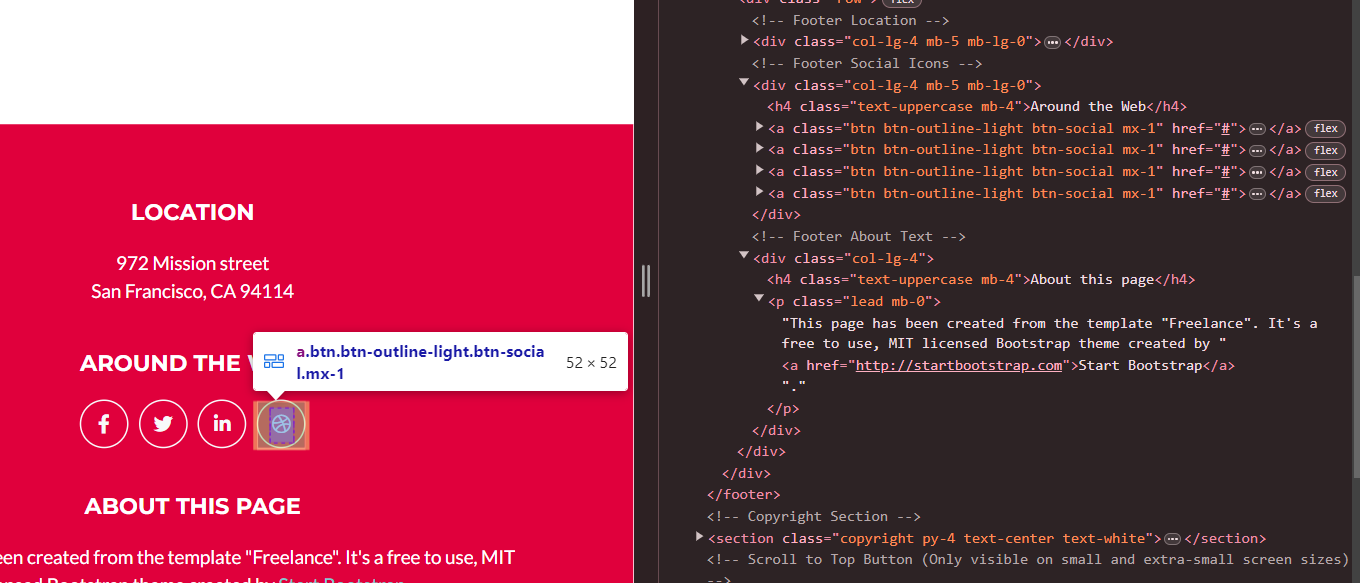 LOCATION
972 Mission street
San Francisco, CA 94114
AROUND THE
a.btn.btn-outline-light.btn-socia
l.mx-1
52 × 52
ABOUT THIS PAGE
een created from the template "Freelance". It's a free to use, MIT
Bootstrap theme created by Start Bootstrap
<div class="row"> flex
<!-- Footer Location -->
<div class="col-lg-4 mb-5 mb-lg-0">…</div>
<!-- Footer Social Icons -->
<div class="col-lg-4 mb-5 mb-lg-0">
<h4 class="text-uppercase mb-4">Around the Web</h4>
<a class="btn btn-outline-light btn-social mx-1" href="#">…</a> flex
<a class="btn btn-outline-light btn-social mx-1" href="#">…</a> flex
<a class="btn btn-outline-light btn-social mx-1" href="#">…</a> flex
<a class="btn btn-outline-light btn-social mx-1" href="#">…</a> flex
</div>
<!-- Footer About Text -->
<div class="col-lg-4">
<h4 class="text-uppercase mb-4">About this page</h4>
<p class="lead mb-0">
"This page has been created from the template "Freelance". It's a
free to use, MIT licensed Bootstrap theme created by "
<a href="http://startbootstrap.com">Start Bootstrap</a>
"."
</p>
</div>
</div>
</div>
</footer>
<!-- Copyright Section -->
<section class="copyright py-4 text-center text-white">…</section>
<!-- Scroll to Top Button (Only visible on small and extra-small screen sizes)
-->